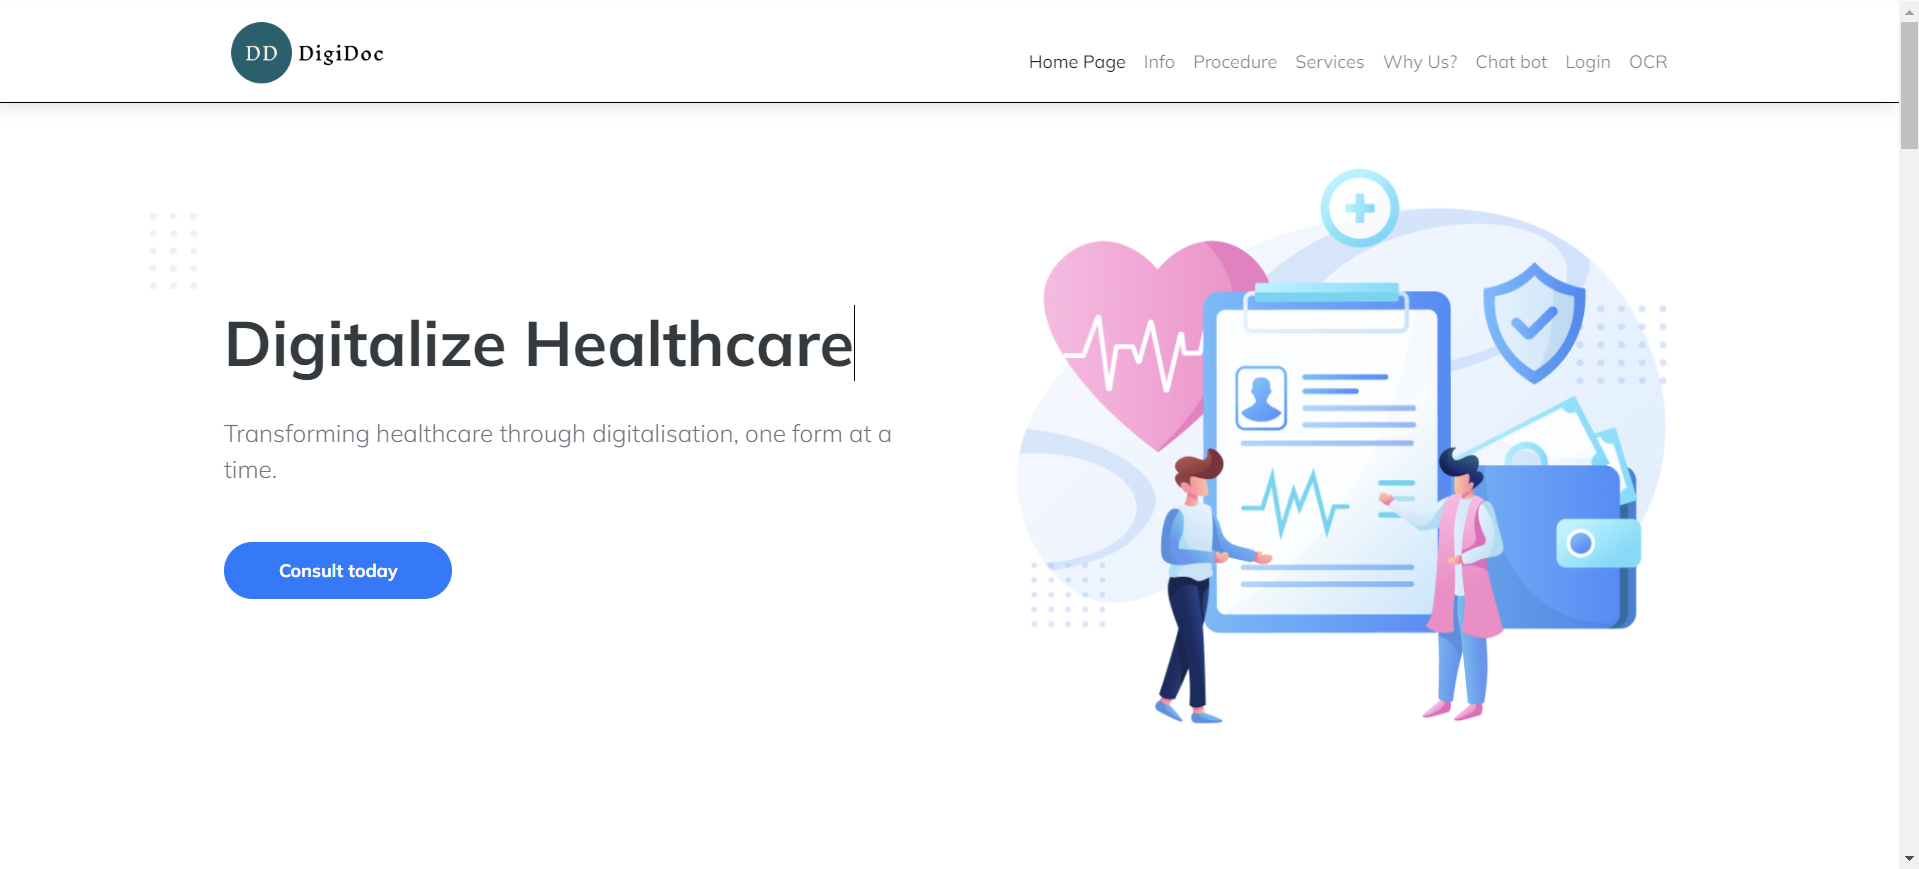 DD DigiDoc
Home Page Info Procedure Services Why Us? Chat bot Login OCR
Digitalize Healthcare
Transforming healthcare through digitalisation, one form at a
time.
Consult today